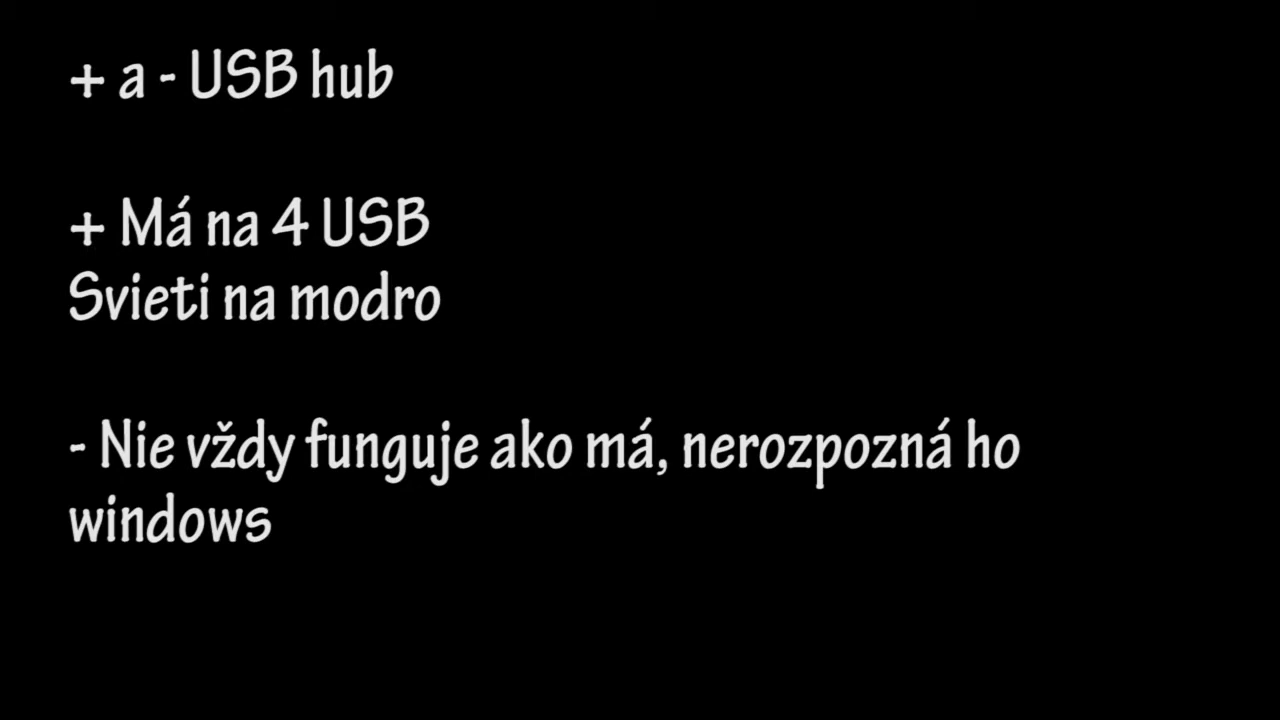 + a - USB hub
+ Má na 4 USB
Svieti na modro
- Nie vždy funguje ako má, nerozpozná ho
windows